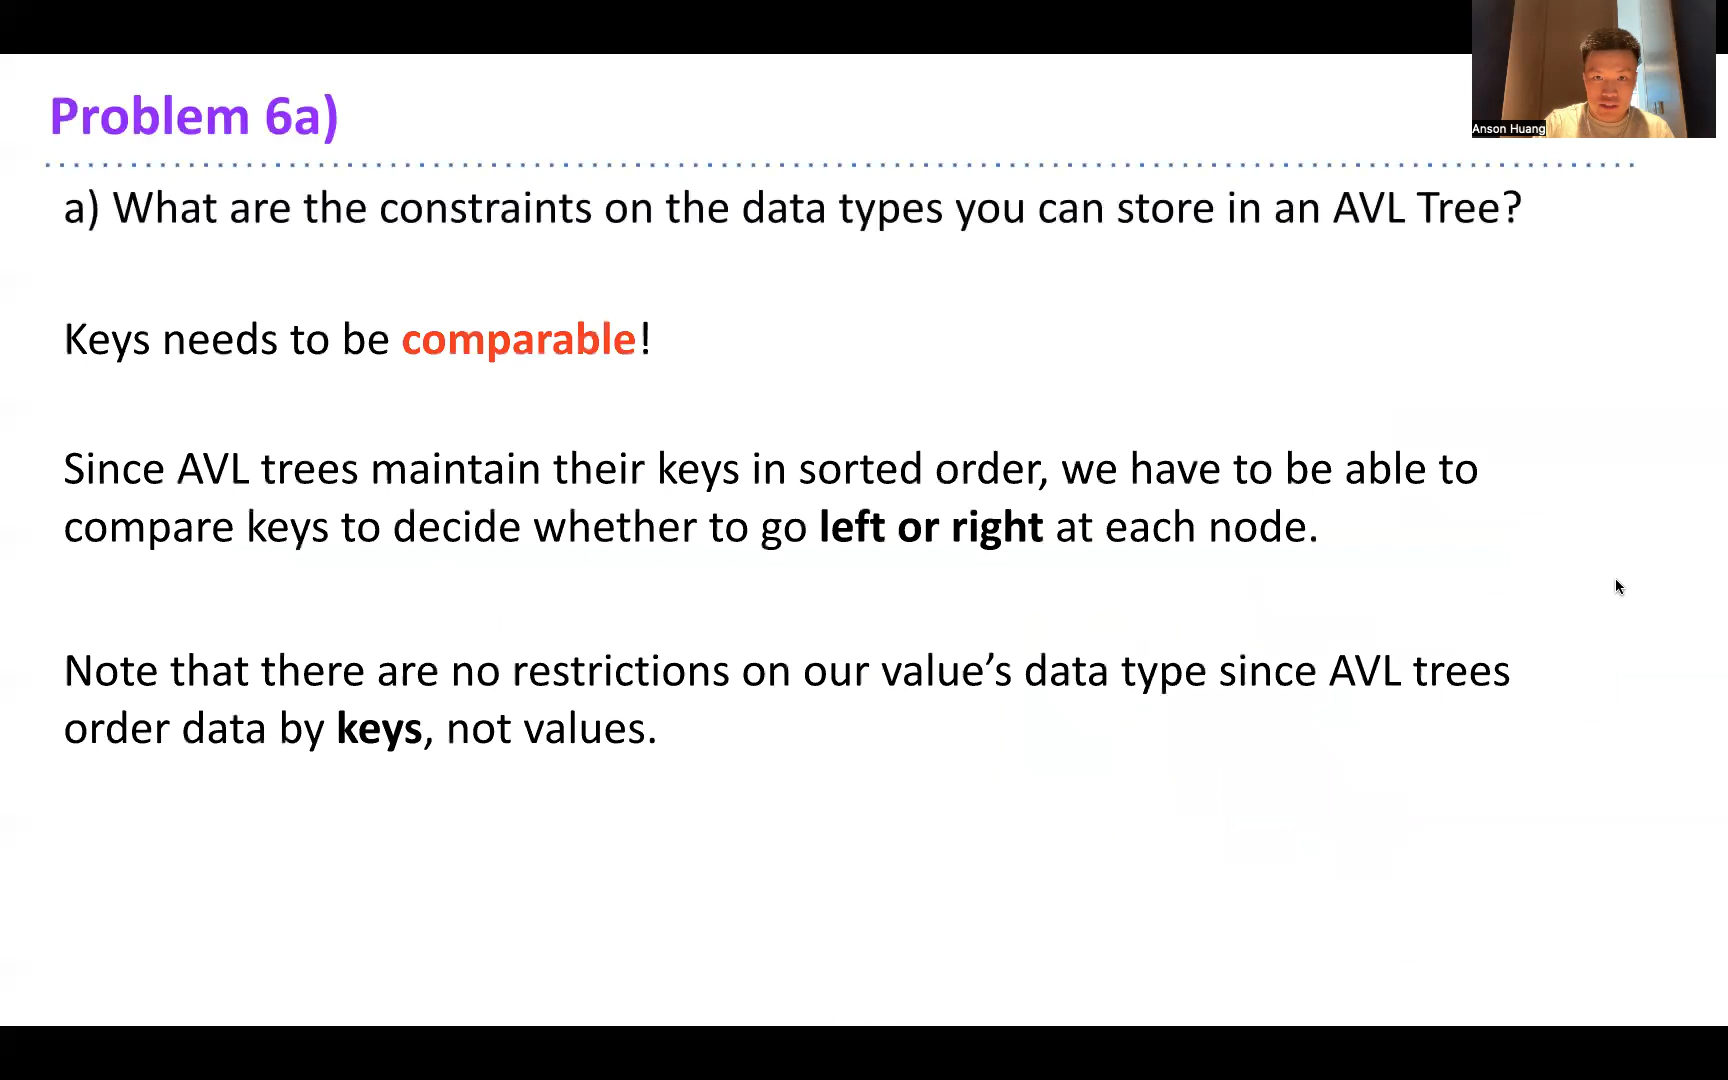 Problem 6a)
Anson Huang
a) What are the constraints on the data types you can store in an AVL Tree?
Keys needs to be comparable!
Since AVL trees maintain their keys in sorted order, we have to be able to
compare keys to decide whether to go left or right at each node.
Note that there are no restrictions on our value’s data type since AVL trees
order data by keys, not values.